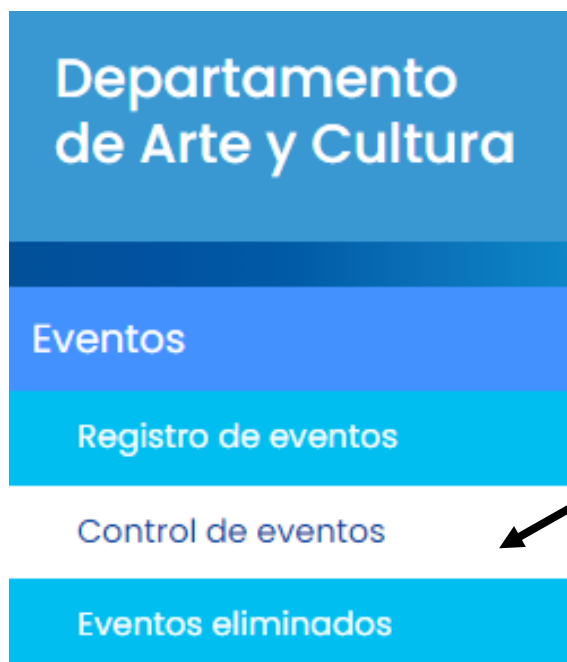 Departamento
de Arte y Cultura
Eventos
Registro de eventos
Control de eventos
Eventos eliminados